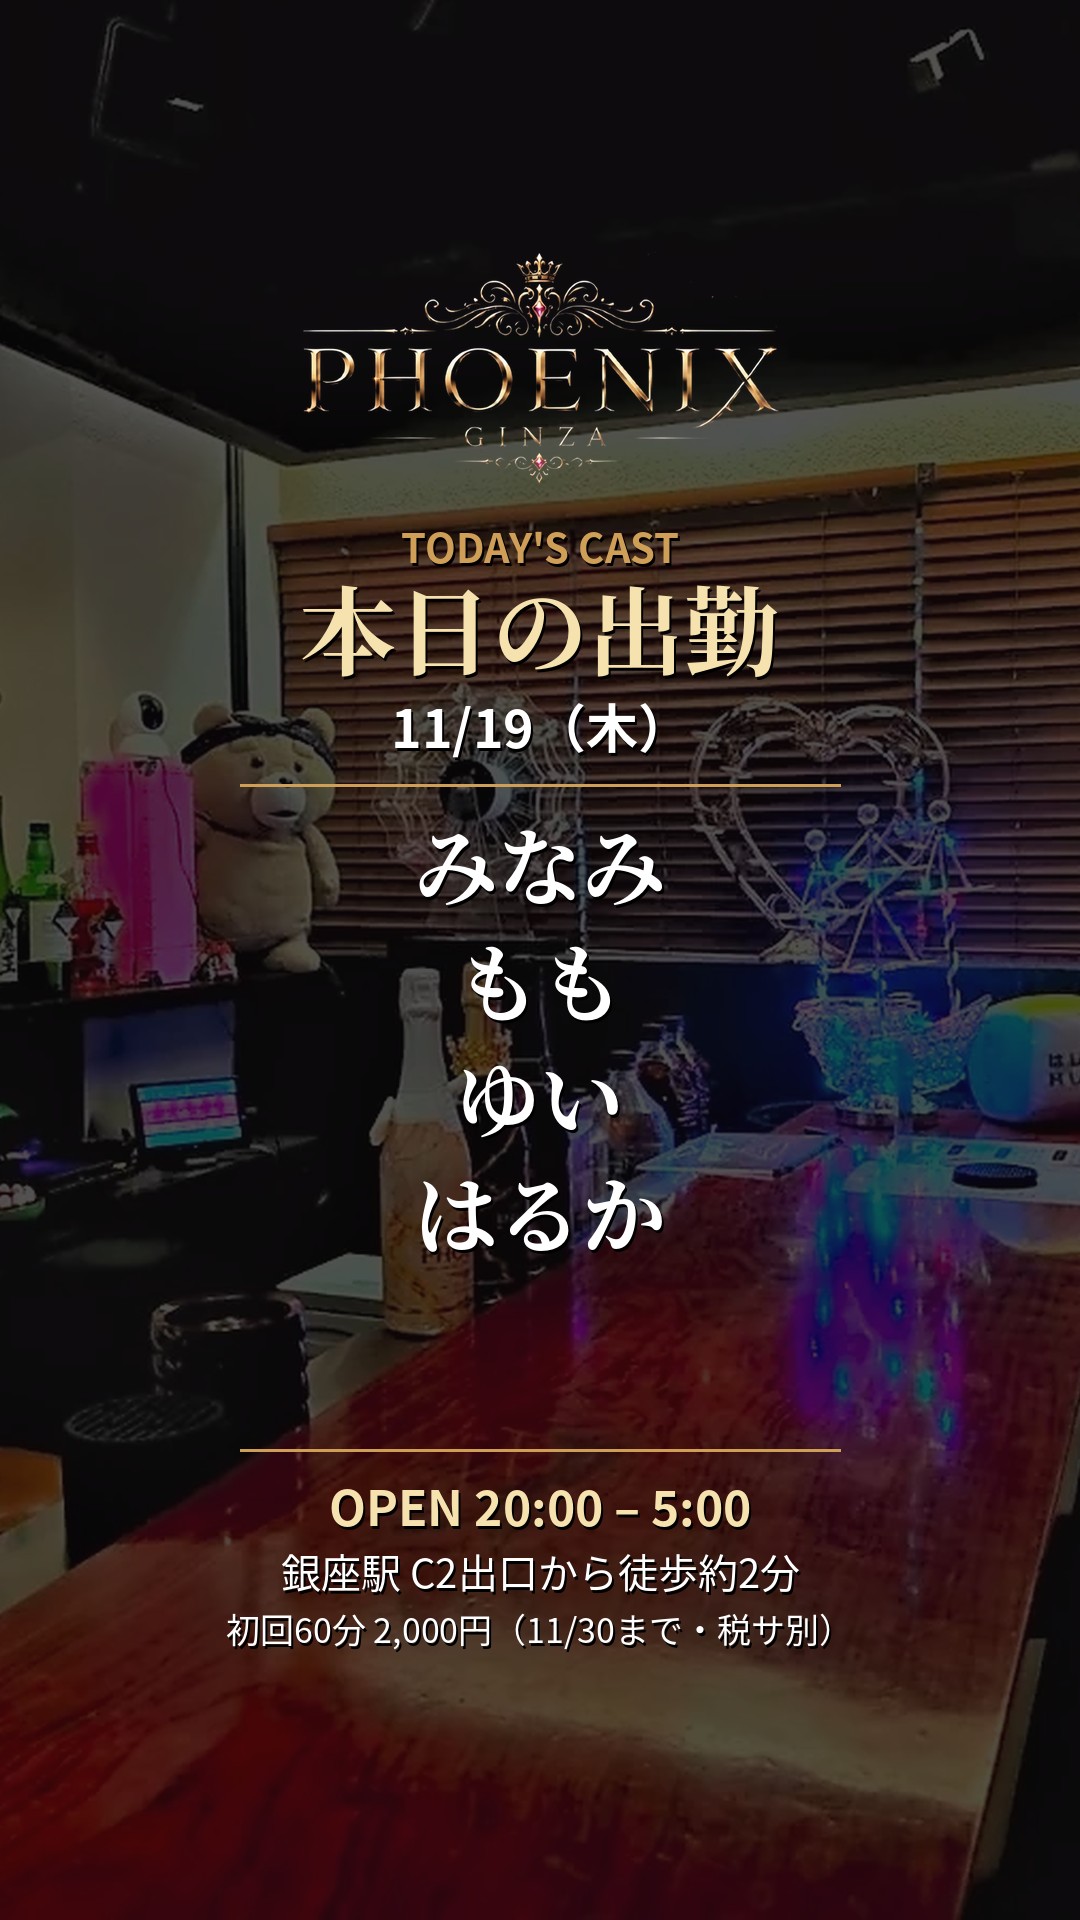 PHOENIX
GINZA
TODAY'S CAST
本日の出勤
11/19（木）
みなみ
もも
ゆい
はるか
OPEN 20:00 – 5:00
銀座駅 C2出口から徒歩約2分
初回60分 2,000円（11/30まで・税サ別）